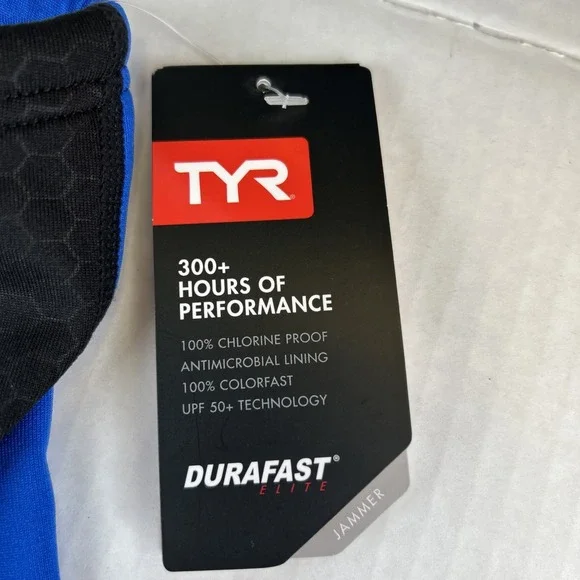 TYR
300+
HOURS OF
PERFORMANCE
100% CHLORINE PROOF
ANTIMICROBIAL LINING
100% COLORFAST
UPF 50+ TECHNOLOGY
DURAFAST®
ELITE
JAMMER